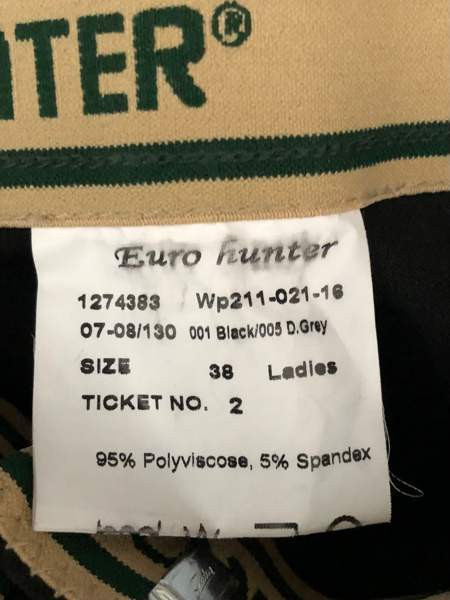 NTER®
Euro hunter
1274383 Wp211-021-16
07-08/130 001 Black/005 D.Grey
SIZE 38 Ladies
TICKET NO. 2
95% Polyviscose, 5% Spandex